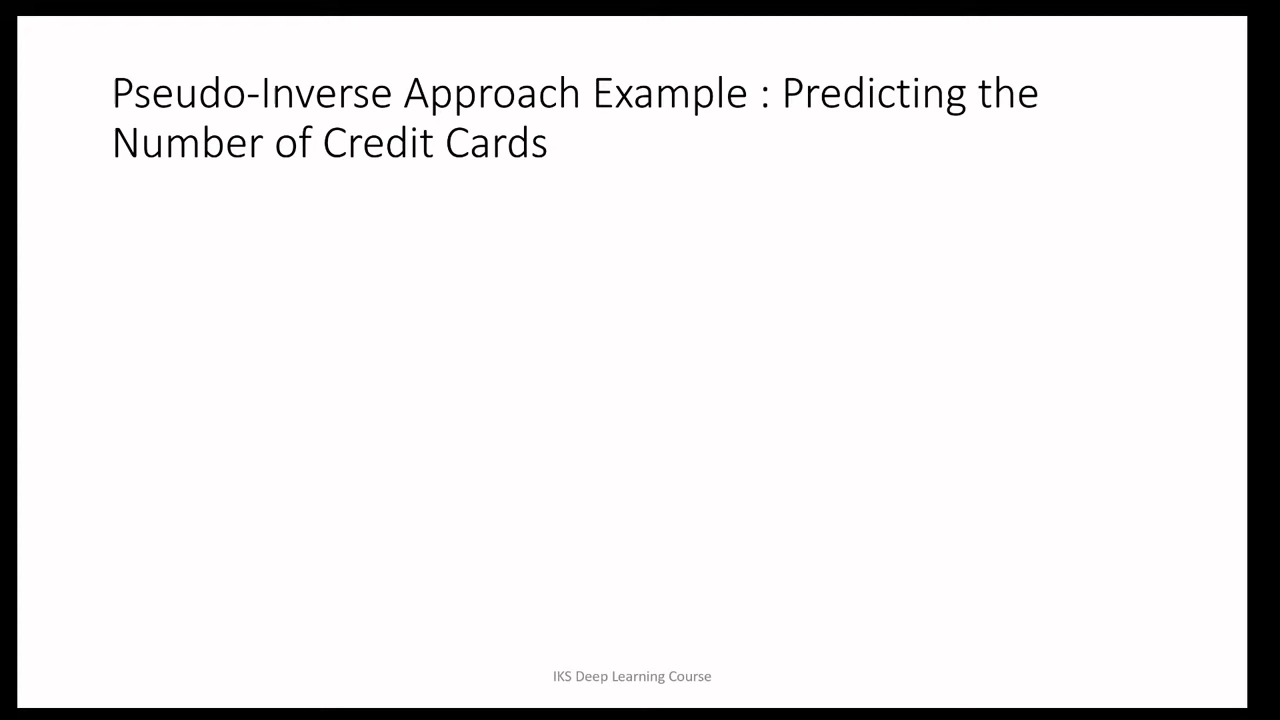 Pseudo-Inverse Approach Example : Predicting the
Number of Credit Cards
IKS Deep Learning Course